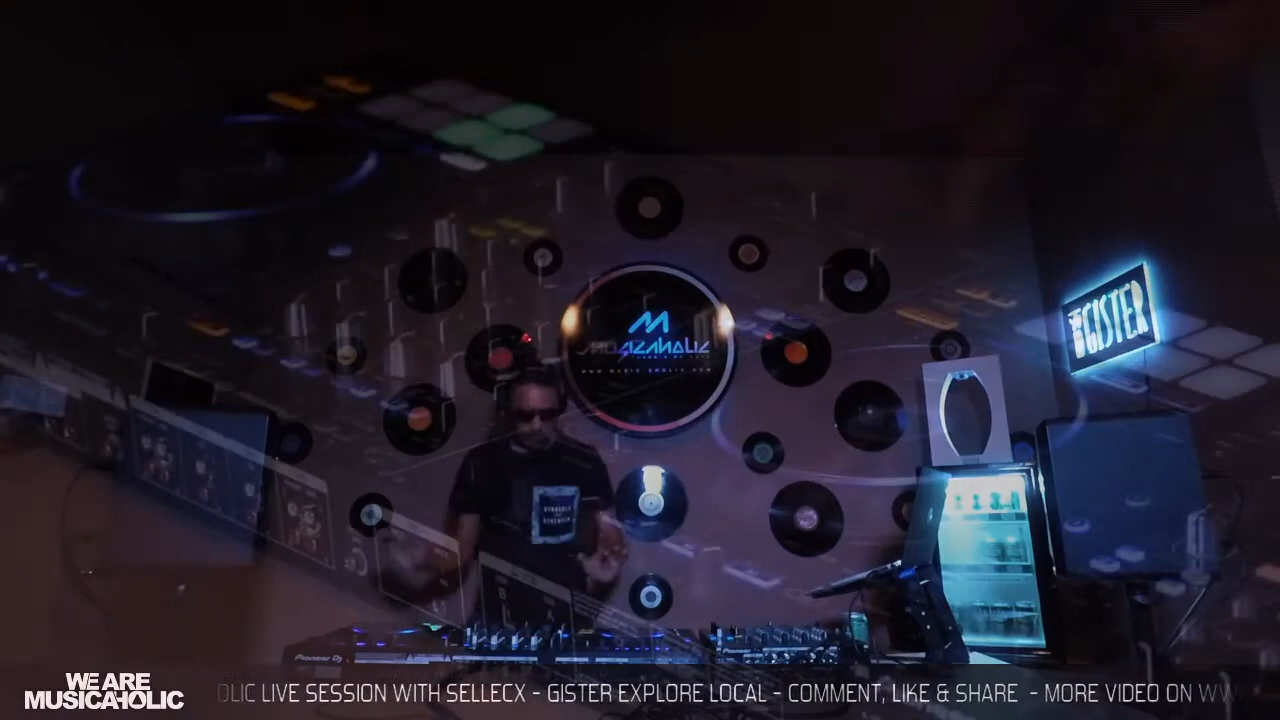 GISTER
Pioneer Dj
WE ARE
MUSICAHOLIC
OLIC LIVE SESSION WITH SELLECX - GISTER EXPLORE LOCAL - COMMENT, LIKE & SHARE - MORE VIDEO ON WW